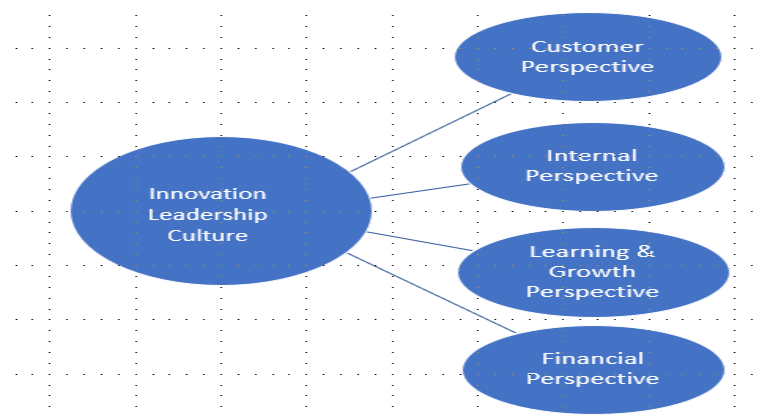 Customer
Perspective
Internal
Perspective
Innovation
Leadership
Culture
Learning &
Growth
Perspective
Financial
Perspective